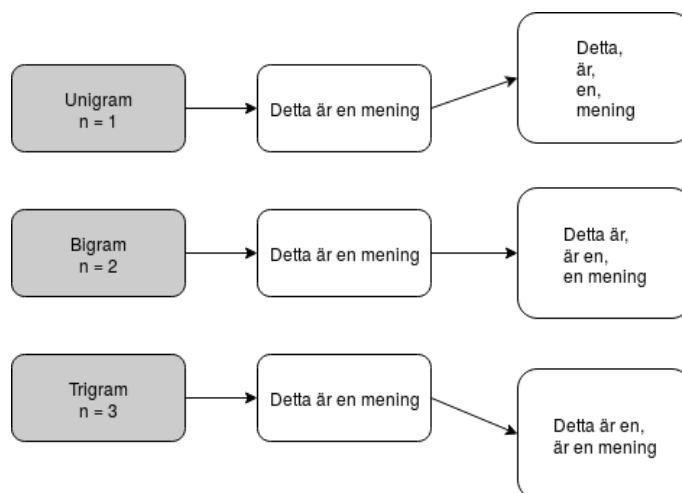 Unigram
n = 1
Detta är en mening
Detta,
är,
en,
mening
Bigram
n = 2
Detta är en mening
Detta är,
är en,
en mening
Trigram
n = 3
Detta är en mening
Detta är en,
är en mening